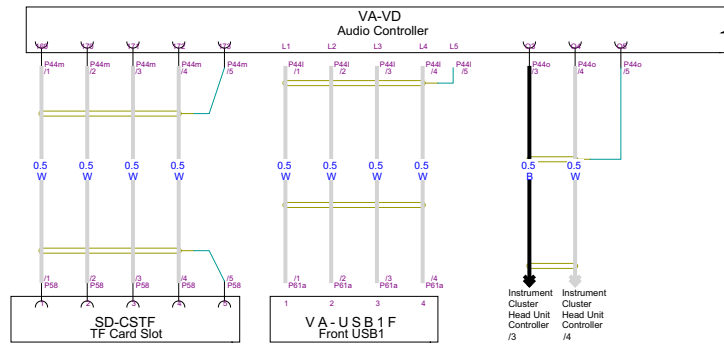 VA-VD
Audio Controller
L1 L2 L3 L4 L5
P44m P44m P44m P44m P44m P44l P44l P44l P44l P44l P44o P44o P44o
/1 /2 /3 /4 /5 /1 /2 /3 /4 /5 /3 /4 /5
0.5 0.5 0.5 0.5 0.5 0.5 0.5 0.5 0.5 0.5
W W W W W W W W B W
/1 /2 /3 /4 /5 /1 /2 /3 /4
P58 P58 P58 P58 P58 P61a P61a P61a P61a
1 2 3 4 5 1 2 3 4
SD-CSTF
TF Card Slot
VA-USB1F
Front USB1
Instrument
Cluster
Head Unit
Controller
/3
Instrument
Cluster
Head Unit
Controller
/4